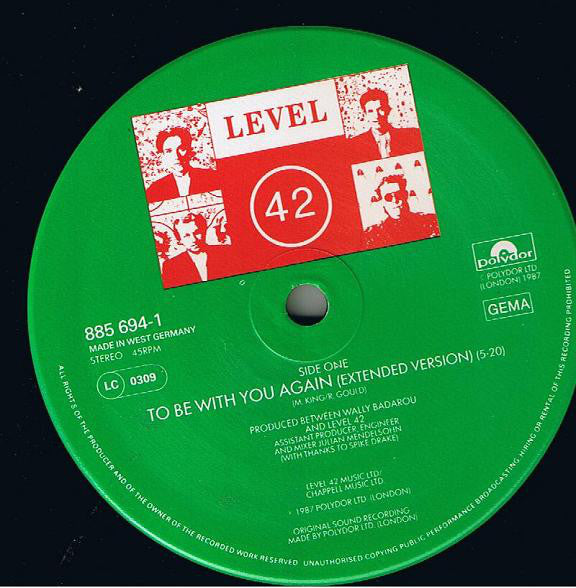 LEVEL
42
polydor
℗ POLYDOR LTD
(LONDON) 1987
GEMA
885 694-1
MADE IN WEST GERMANY
STEREO 45RPM
LC 0309
SIDE ONE
TO BE WITH YOU AGAIN (EXTENDED VERSION) (5·20)
(M. KING/R. GOULD)
PRODUCED BETWEEN WALLY BADAROU
AND LEVEL 42
ASSISTANT PRODUCER, ENGINEER
AND MIXER JULIAN MENDELSOHN
(WITH THANKS TO SPIKE DRAKE)
LEVEL 42 MUSIC LTD/
CHAPPELL MUSIC LTD
℗ 1987 POLYDOR LTD. (LONDON)
ORIGINAL SOUND RECORDING
MADE BY POLYDOR LTD. (LONDON)
ALL RIGHTS OF THE PRODUCER AND OF THE OWNER OF THE RECORDED WORK RESERVED UNAUTHORISED COPYING PUBLIC PERFORMANCE BROADCASTING HIRING OR RENTAL OF THIS RECORDING PROHIBITED